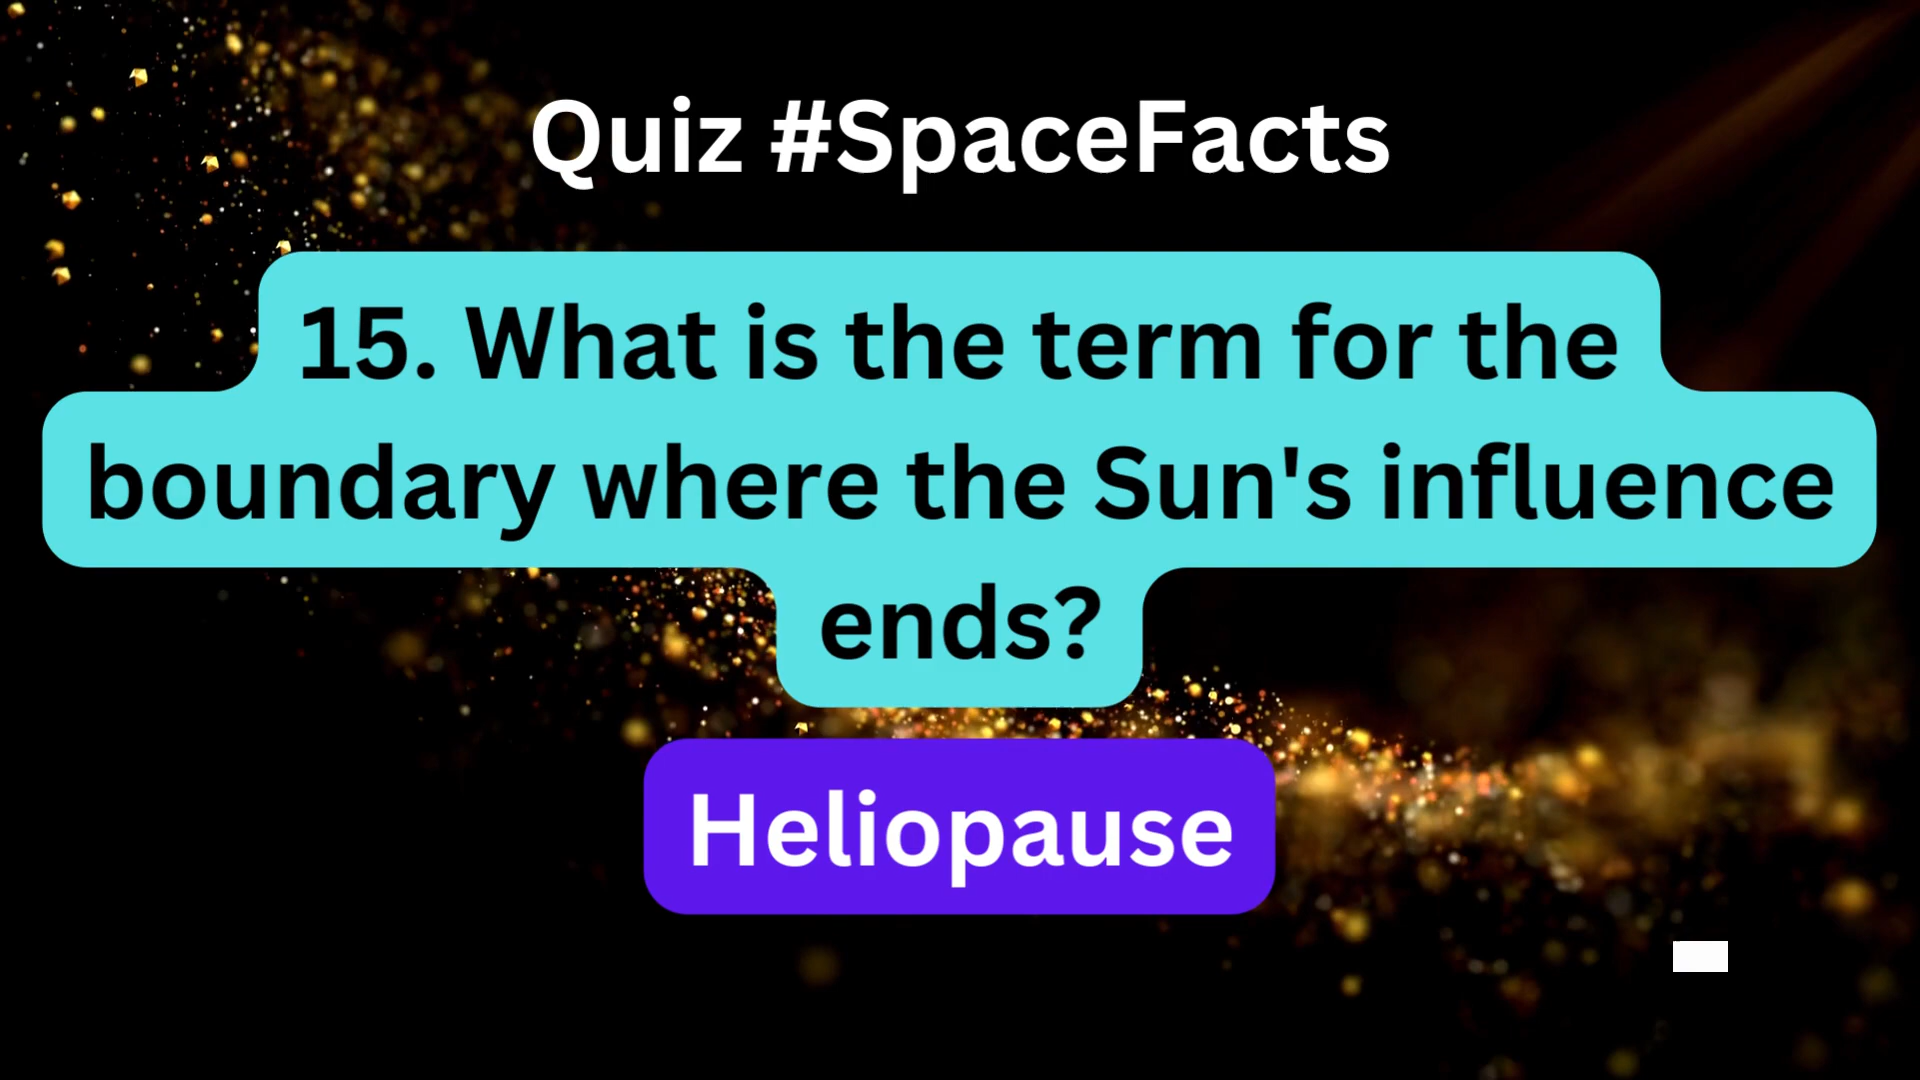 Quiz #SpaceFacts
15. What is the term for the
boundary where the Sun's influence
ends?
Heliopause